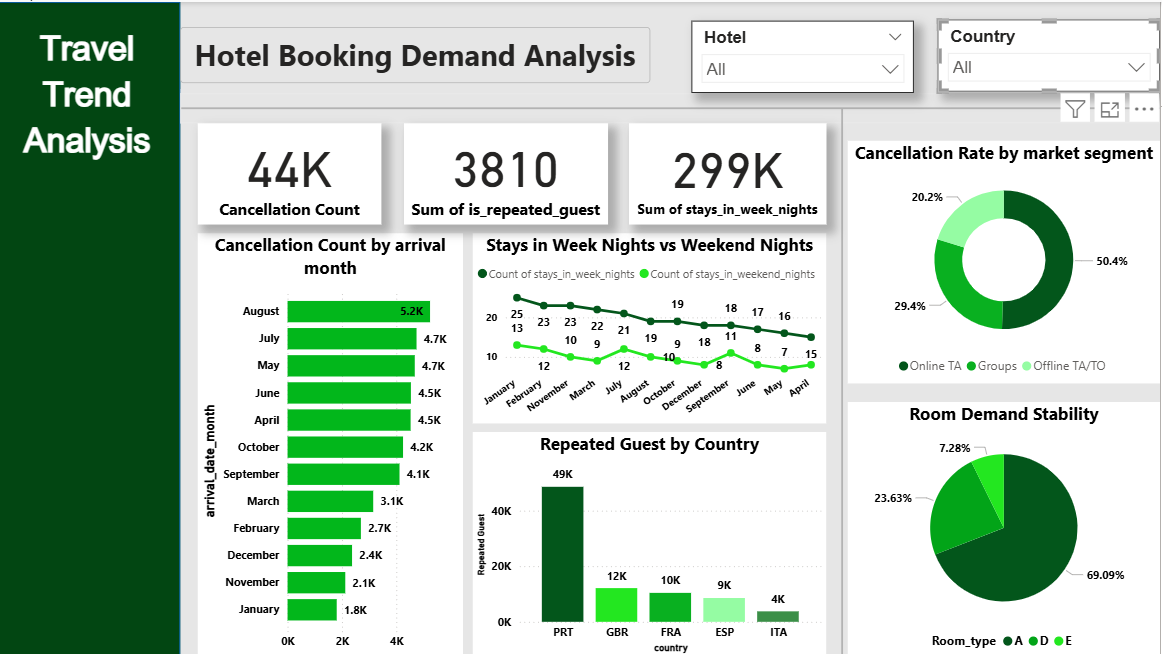 Travel
Trend
Analysis
Hotel Booking Demand Analysis
Hotel
All
Country
All
44K
Cancellation Count
3810
Sum of is_repeated_guest
299K
Sum of stays_in_week_nights
Cancellation Count by arrival
month
arrival_date_month
August
5.2K
July
4.7K
May
4.7K
June
4.5K
April
4.5K
October
4.2K
September
4.1K
March
3.1K
February
2.7K
December
2.4K
November
2.1K
January
1.8K
0K 2K 4K
Stays in Week Nights vs Weekend Nights
Count of stays_in_week_nights Count of stays_in_weekend_nights
20
10
25 23 23 22 21 19 19 18 18 17 16 15
13 12 10 9 12 10 9 8 11 8 7
January February November March July August October December September June May April
Repeated Guest by Country
Repeated Guest
40K
20K
0K
49K 12K 10K 9K 4K
PRT GBR FRA ESP ITA
country
Cancellation Rate by market segment
20.2%
50.4%
29.4%
Online TA Groups Offline TA/TO
Room Demand Stability
7.28%
23.63%
69.09%
Room_type A D E